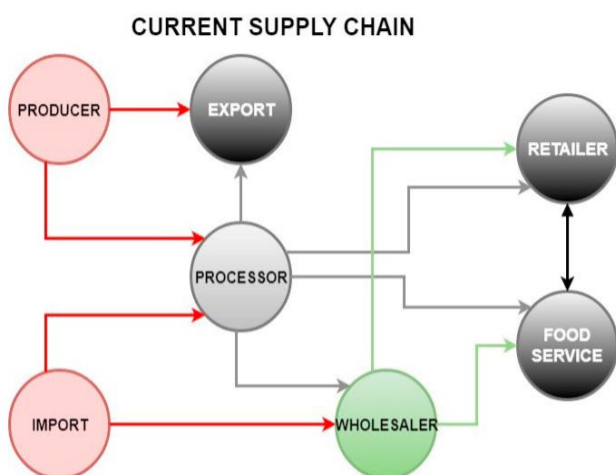 CURRENT SUPPLY CHAIN
PRODUCER
EXPORT
RETAILER
PROCESSOR
FOOD
SERVICE
IMPORT
WHOLESALER